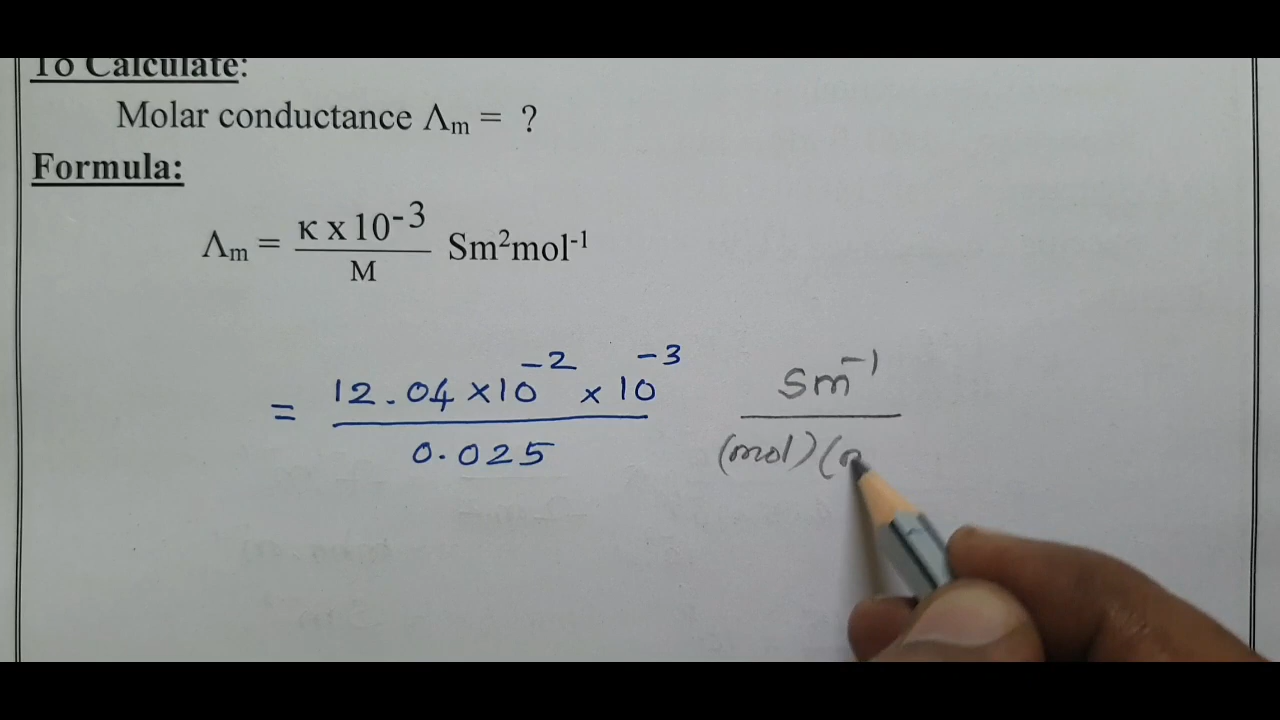 To Calculate:
Molar conductance Λm = ?
Formula:
Λm = κ x 10⁻³ / M Sm²mol⁻¹
= 12.04 × 10⁻² × 10⁻³ / 0.025 Sm⁻¹ / (mol)(